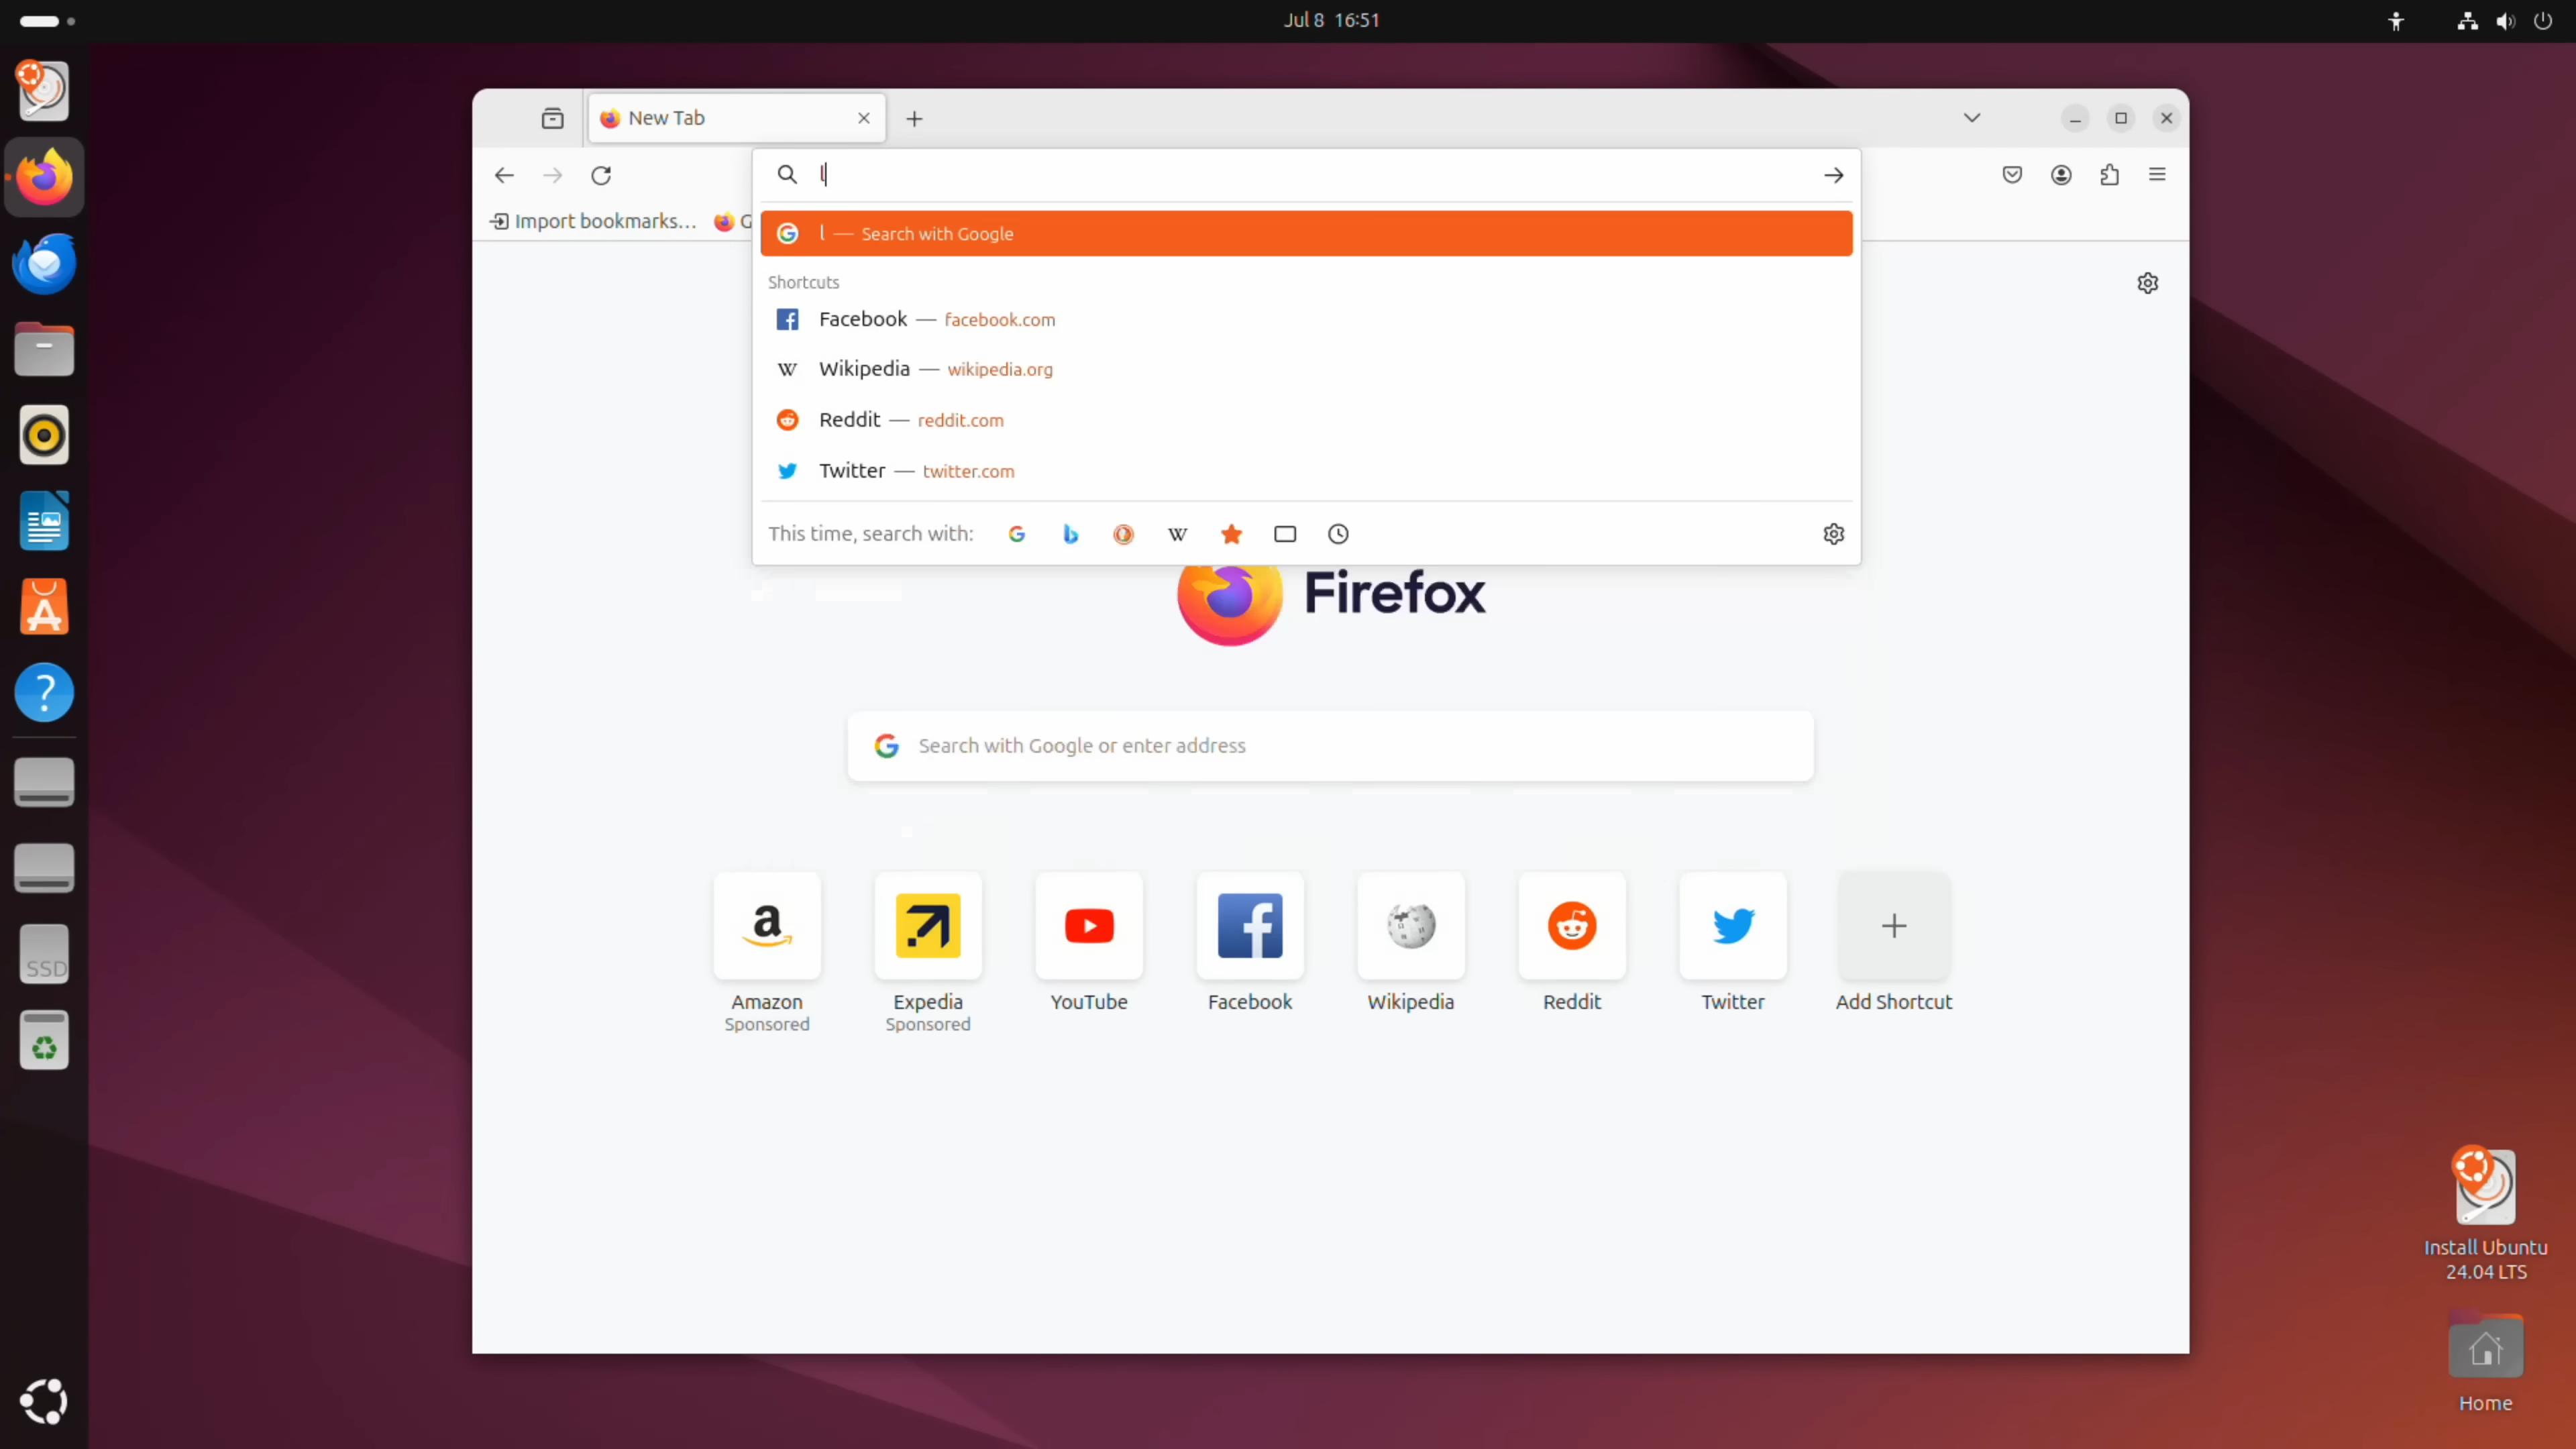 Jul 8 16:51
New Tab
l
Import bookmarks... G
l — Search with Google
Shortcuts
Facebook — facebook.com
Wikipedia — wikipedia.org
Reddit — reddit.com
Twitter — twitter.com
This time, search with:
Firefox
Search with Google or enter address
Amazon
Sponsored
Expedia
Sponsored
YouTube
Facebook
Wikipedia
Reddit
Twitter
Add Shortcut
SSD
Install Ubuntu
24.04 LTS
Home